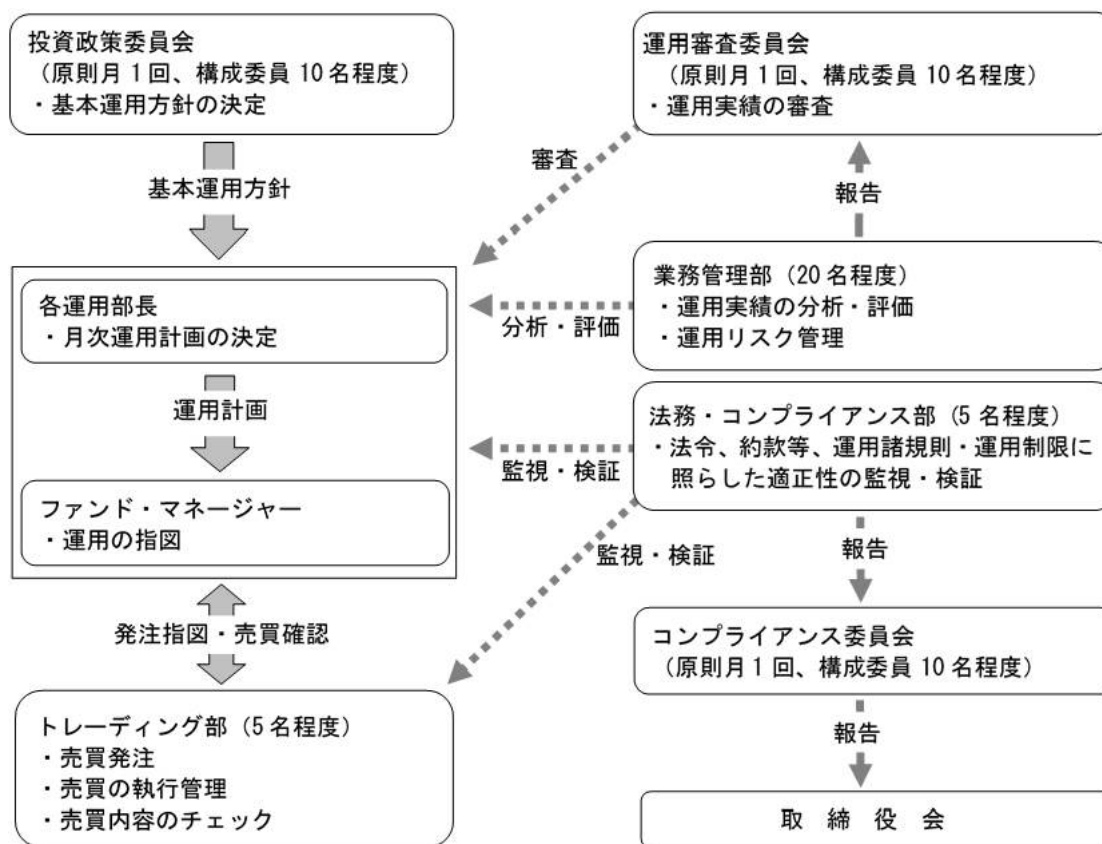 投資政策委員会
（原則月１回、構成委員 10 名程度）
・基本運用方針の決定
基本運用方針
各運用部長
・月次運用計画の決定
運用計画
ファンド・マネージャー
・運用の指図
発注指図・売買確認
トレーディング部（5 名程度）
・売買発注
・売買の執行管理
・売買内容のチェック
運用審査委員会
（原則月１回、構成委員 10 名程度）
・運用実績の審査
審査
報告
業務管理部（20 名程度）
・運用実績の分析・評価
・運用リスク管理
分析・評価
法務・コンプライアンス部（5 名程度）
・法令、約款等、運用諸規則・運用制限に
照らした適正性の監視・検証
監視・検証
監視・検証
報告
コンプライアンス委員会
（原則月１回、構成委員 10 名程度）
報告
取　締　役　会